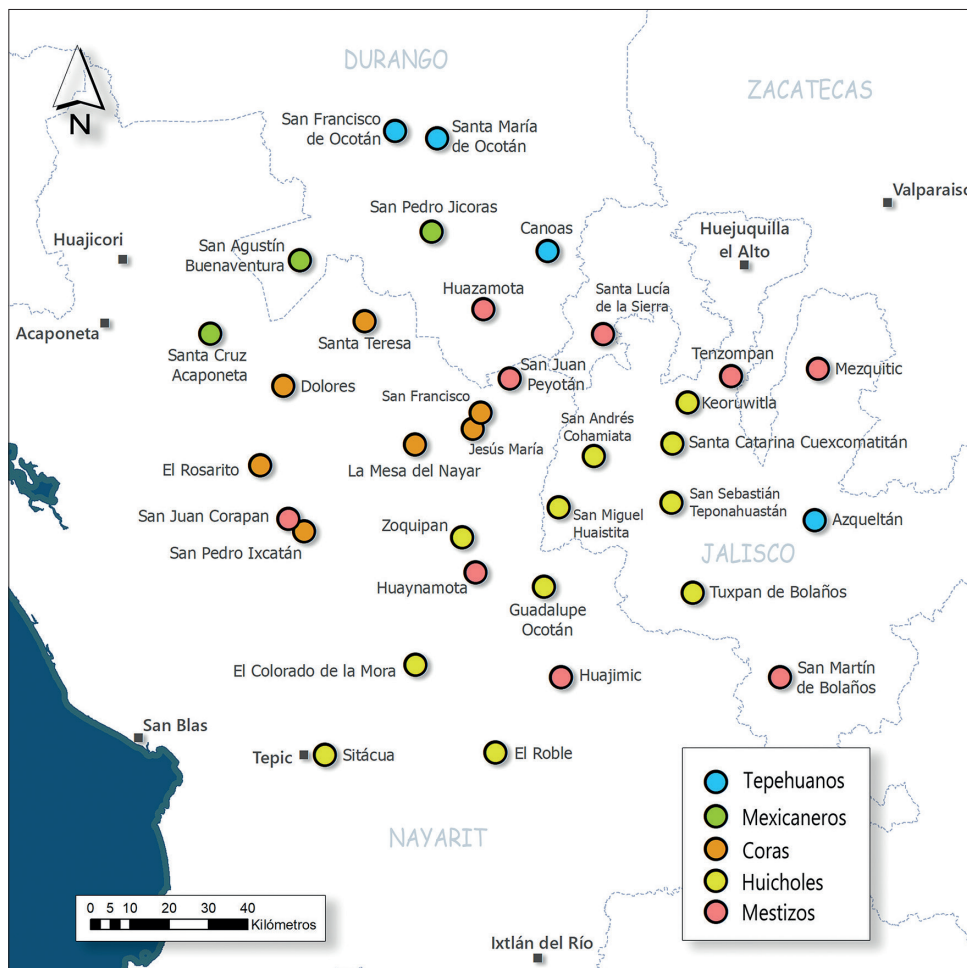 DURANGO
ZACATECAS
N
San Francisco
de Ocotán
Santa María
de Ocotán
Valparaiso
San Pedro Jicoras
Canoas
Huejuquilla
el Alto
Huajicori
San Agustín
Buenaventura
Huazamota
Santa Lucía
de la Sierra
Acaponeta
Santa Cruz
Acaponeta
Santa Teresa
San Juan
Peyotán
Tenzompan
Mezquitic
Dolores
San Francisco
Keoruwitla
Jesús María
San Andrés
Cohamiata
Santa Catarina Cuexcomatitán
La Mesa del Nayar
El Rosarito
San Juan Corapan
San Pedro Ixcatán
Zoquipan
San Miguel
Huaistita
San Sebastián
Teponahuastán
Azqueltán
JALISCO
Huaynamota
Guadalupe
Ocotán
Tuxpan de Bolaños
El Colorado de la Mora
Huajimic
San Martín
de Bolaños
San Blas
Tepic
Sitácua
El Roble
NAYARIT
Tepehuanos
Mexicaneros
Coras
Huicholes
Mestizos
0 5 10 20 30 40
Kilómetros
Ixtlán del Río